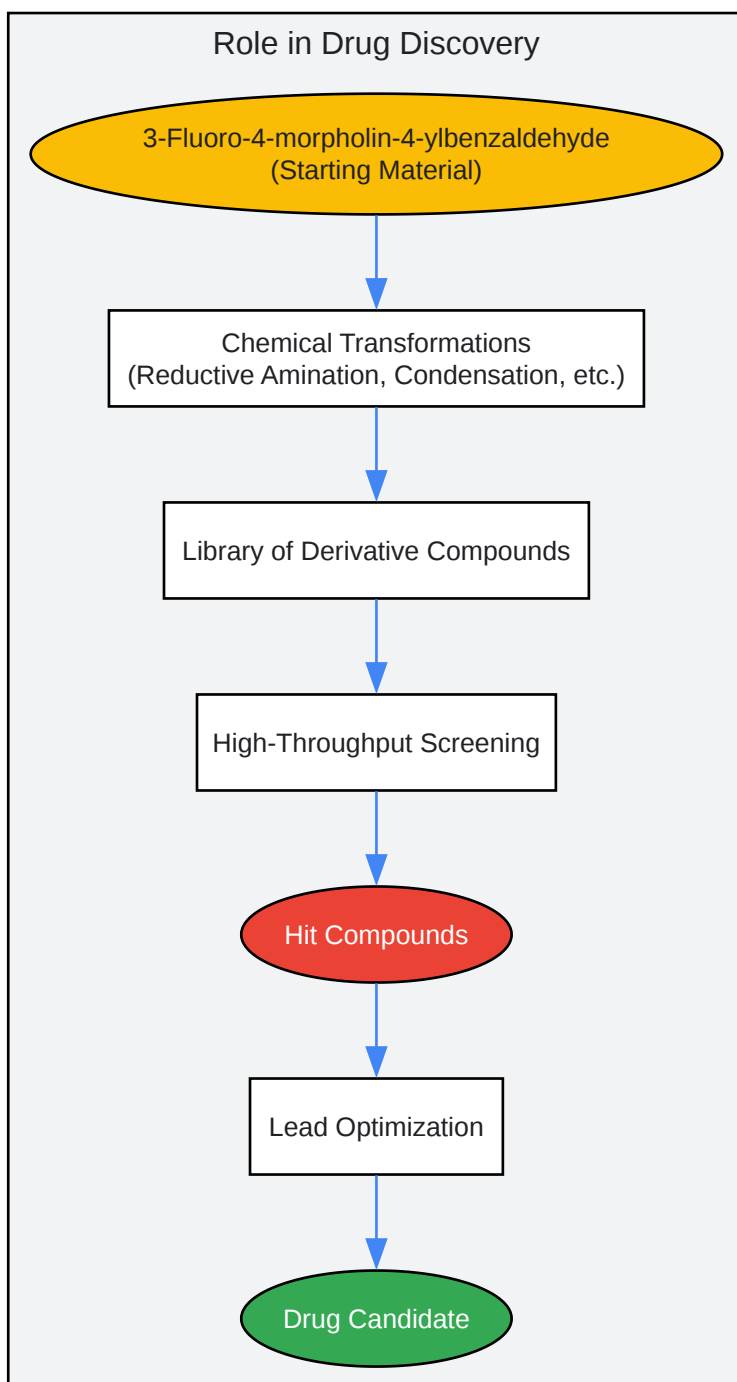 Role in Drug Discovery
3-Fluoro-4-morpholin-4-ylbenzaldehyde
(Starting Material)
Chemical Transformations
(Reductive Amination, Condensation, etc.)
Library of Derivative Compounds
High-Throughput Screening
Hit Compounds
Lead Optimization
Drug Candidate